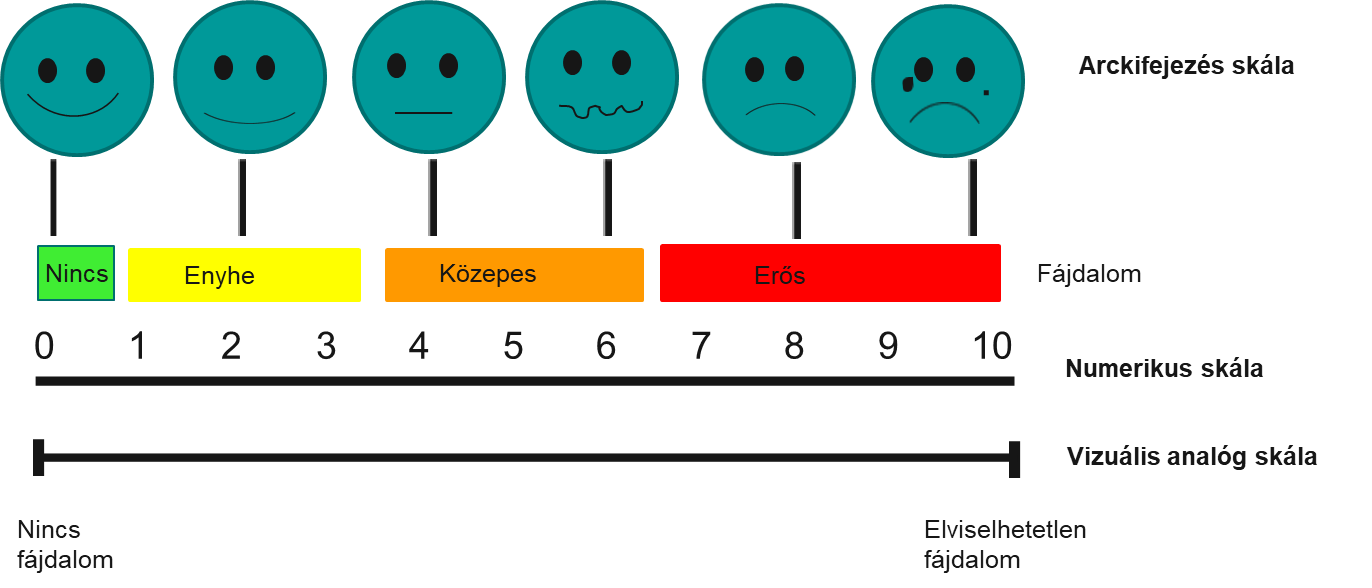 Arckifejezés skála
Nincs Enyhe Közepes Erős Fájdalom
0 1 2 3 4 5 6 7 8 9 10
Numerikus skála
Vizuális analóg skála
Nincs
fájdalom
Elviselhetetlen
fájdalom